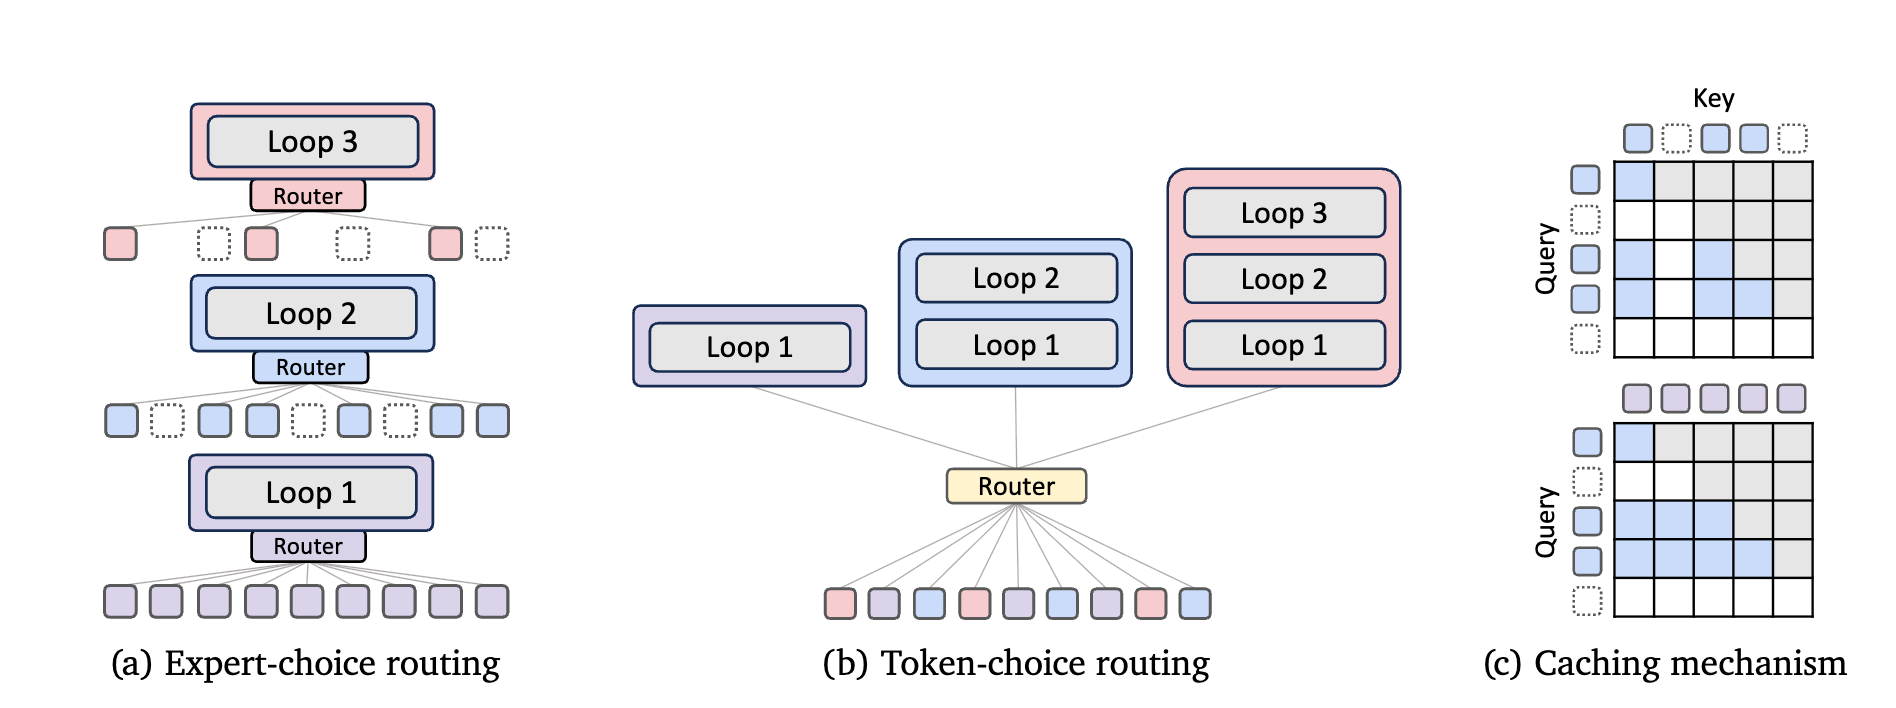 Loop 3
Router
Loop 2
Router
Loop 1
Router
(a) Expert-choice routing
Loop 1
Loop 2
Loop 1
Loop 3
Loop 2
Loop 1
Router
(b) Token-choice routing
Key
Query
Query
(c) Caching mechanism